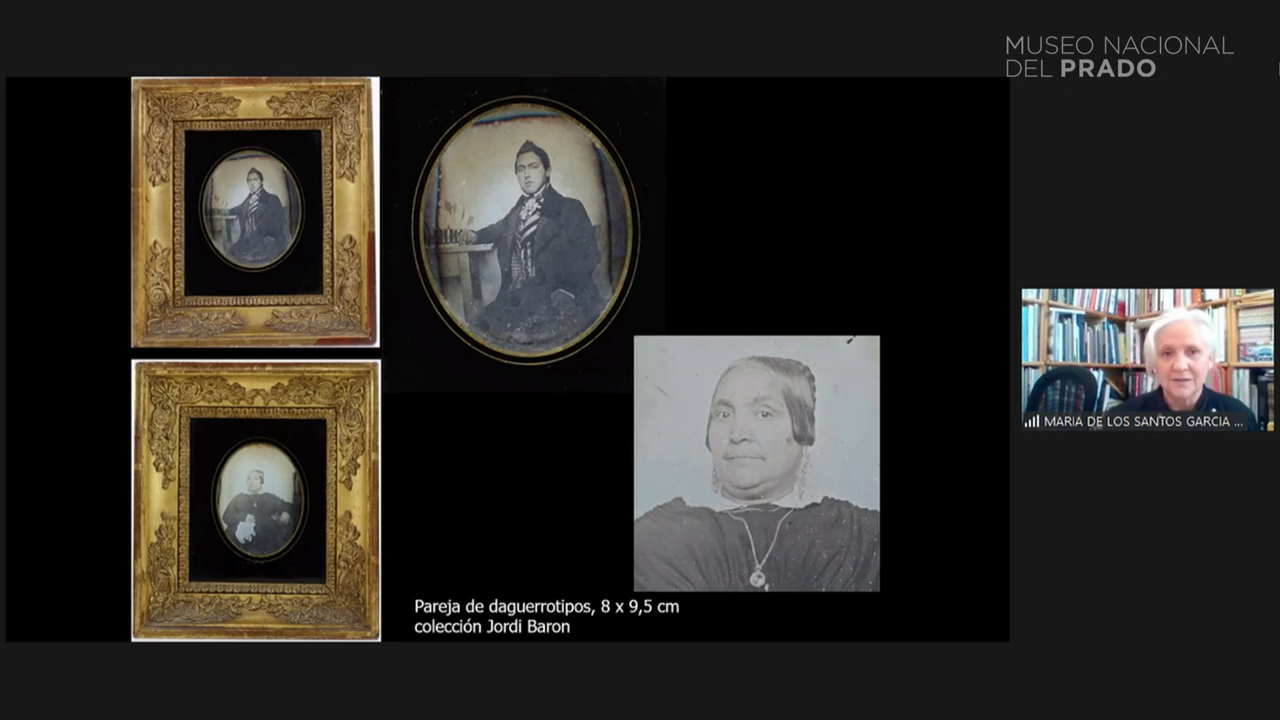 MUSEO NACIONAL
DEL PRADO
MARIA DE LOS SANTOS GARCIA ...
Pareja de daguerrotipos, 8 x 9,5 cm
colección Jordi Baron